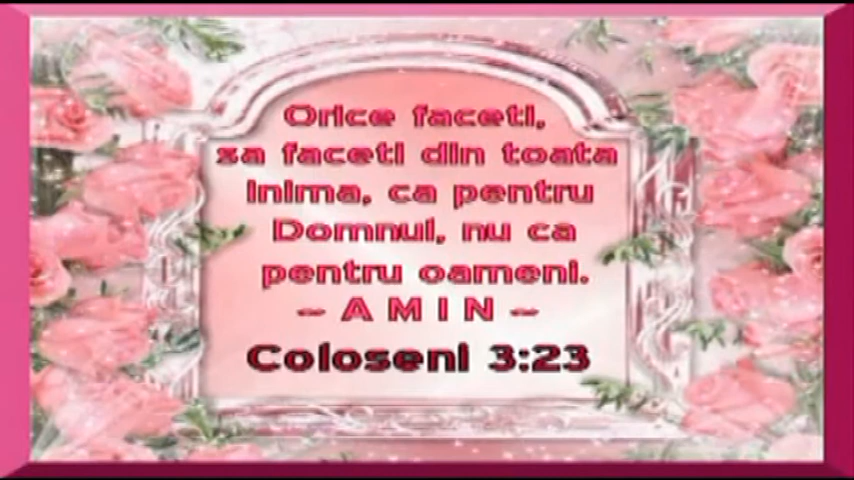 Orice faceti,
sa faceti din toata
inima, ca pentru
Domnul, nu ca
pentru oameni.
~ A M I N ~
Coloseni 3:23